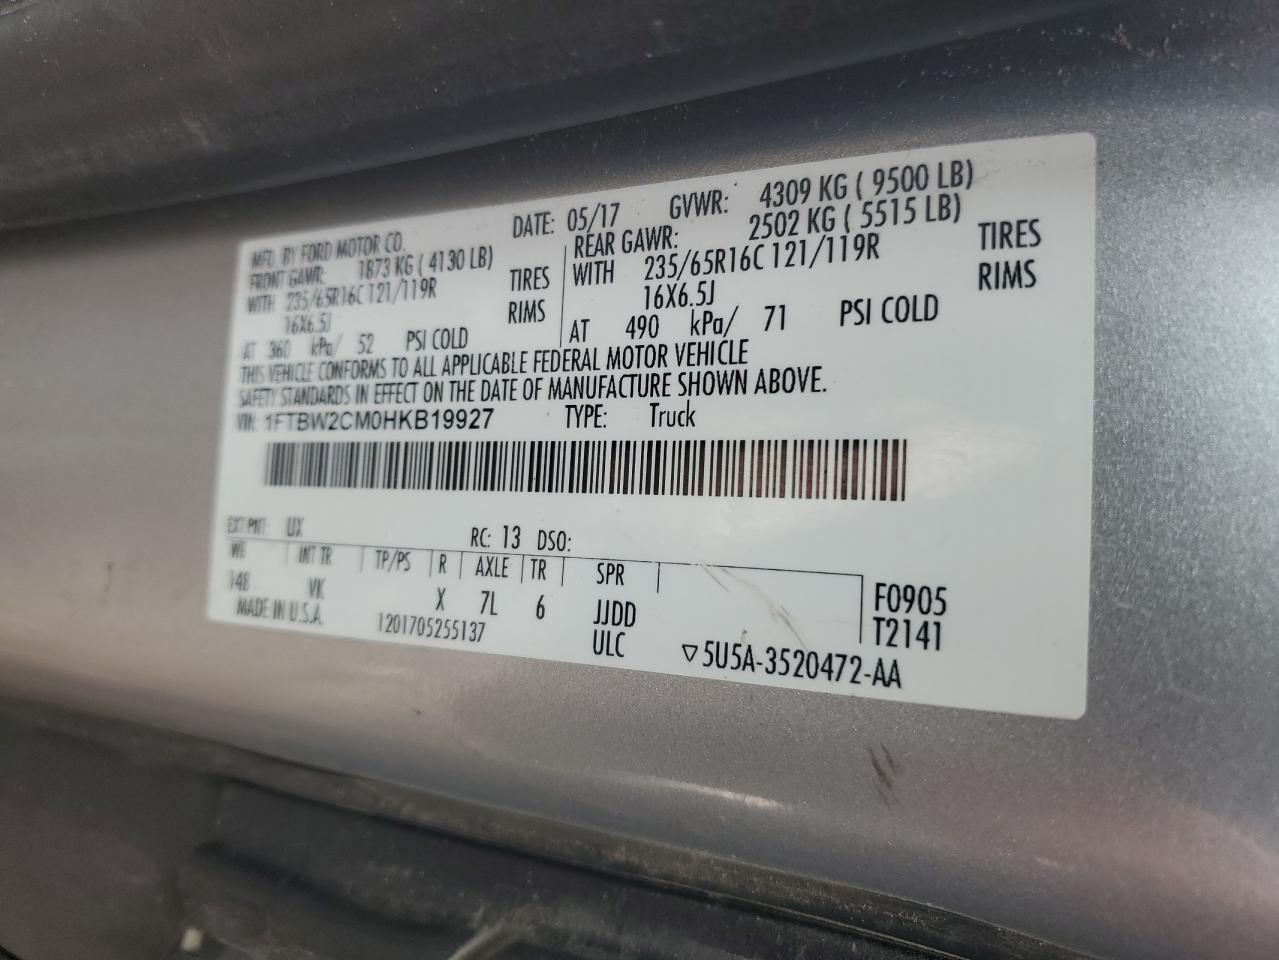 MFD. BY FORD MOTOR CO.
DATE: 05/17 GVWR: 4309 KG ( 9500 LB)
FRONT GAWR: 1873 KG ( 4130 LB)
REAR GAWR: 2502 KG ( 5515 LB)
WITH 235/65R16C 121/119R TIRES
WITH 235/65R16C 121/119R TIRES
16X6.5J RIMS
16X6.5J RIMS
AT 360 kPa/ 52 PSI COLD
AT 490 kPa/ 71 PSI COLD
THIS VEHICLE CONFORMS TO ALL APPLICABLE FEDERAL MOTOR VEHICLE
SAFETY STANDARDS IN EFFECT ON THE DATE OF MANUFACTURE SHOWN ABOVE.
VIN: 1FTBW2CM0HKB19927 TYPE: Truck
EXT PNT: UX RC: 13 DSO:
WB INT TR TP/PS R AXLE TR SPR
148 VK X 7L 6 JJDD F0905
MADE IN U.S.A. 1201705255137 ULC T2141
▽5U5A-3520472-AA